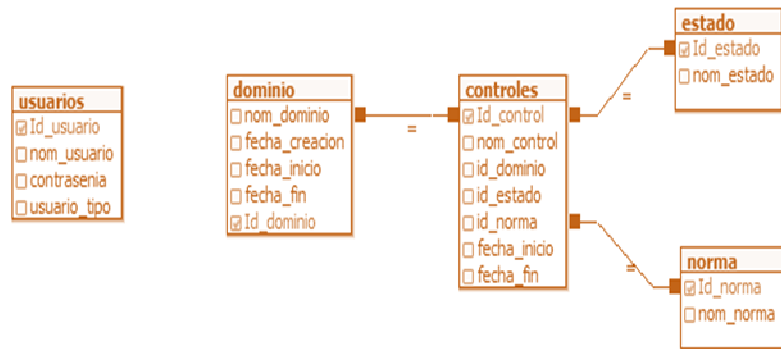 usuarios
Id_usuario
nom_usuario
contrasenia
usuario_tipo
dominio
nom_dominio
fecha_creacion
fecha_inicio
fecha_fin
Id_dominio
=
controles
Id_control
nom_control
id_dominio
id_estado
id_norma
fecha_inicio
fecha_fin
=
=
estado
Id_estado
nom_estado
norma
Id_norma
nom_norma